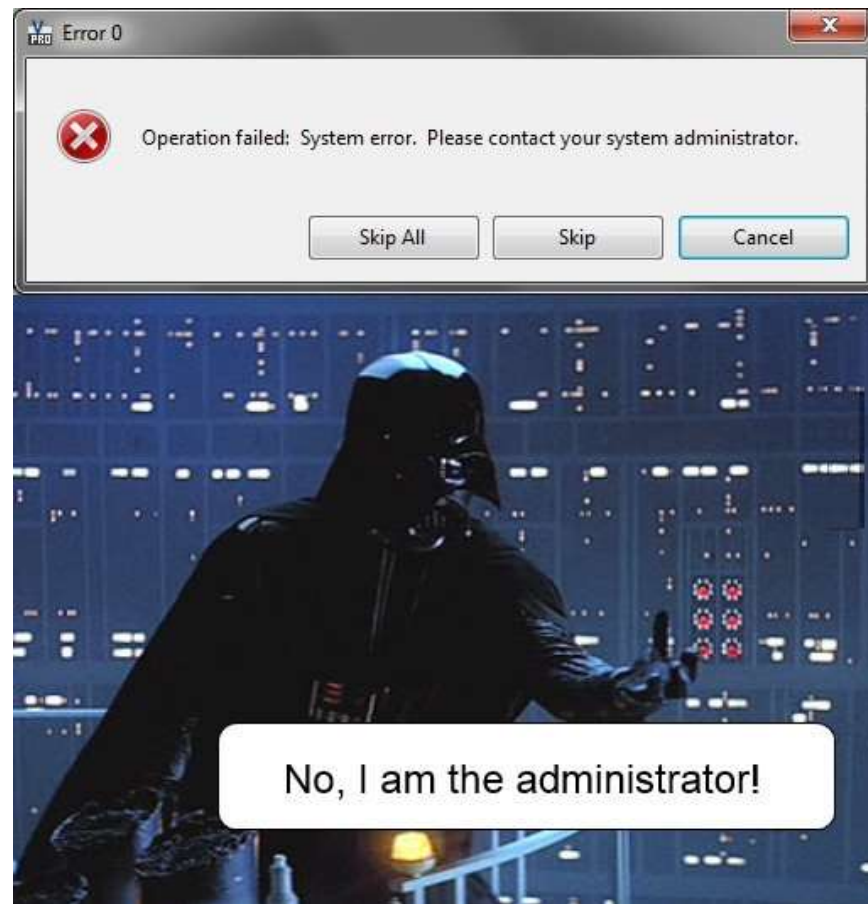 V
PRO
Error 0
Operation failed: System error. Please contact your system administrator.
Skip All
Skip
Cancel
No, I am the administrator!